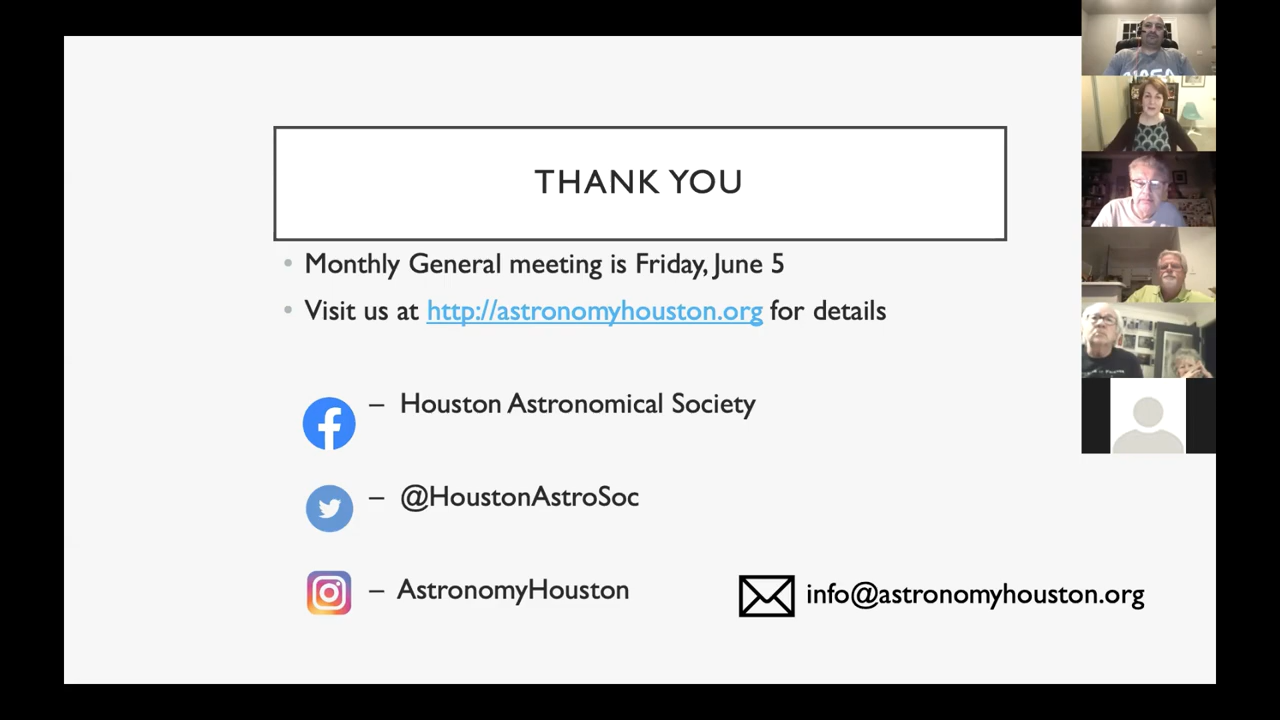 THANK YOU
• Monthly General meeting is Friday, June 5
• Visit us at http://astronomyhouston.org for details
– Houston Astronomical Society
– @HoustonAstroSoc
– AstronomyHouston
info@astronomyhouston.org